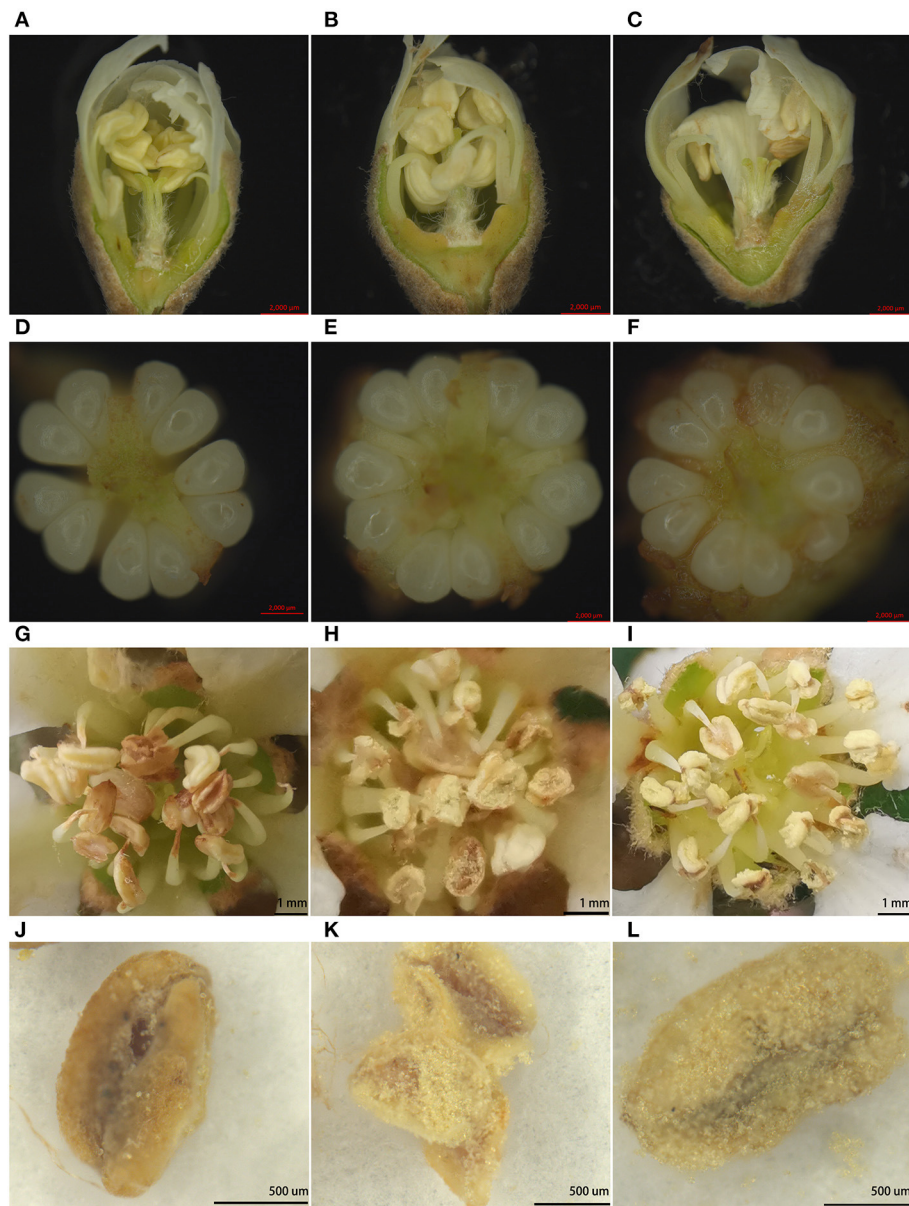 A B C
2,000 μm 2,000 μm 2,000 μm
D E F
2,000 μm 2,000 μm 2,000 μm
G H I
1 mm 1 mm 1 mm
J K L
500 um 500 um 500 um